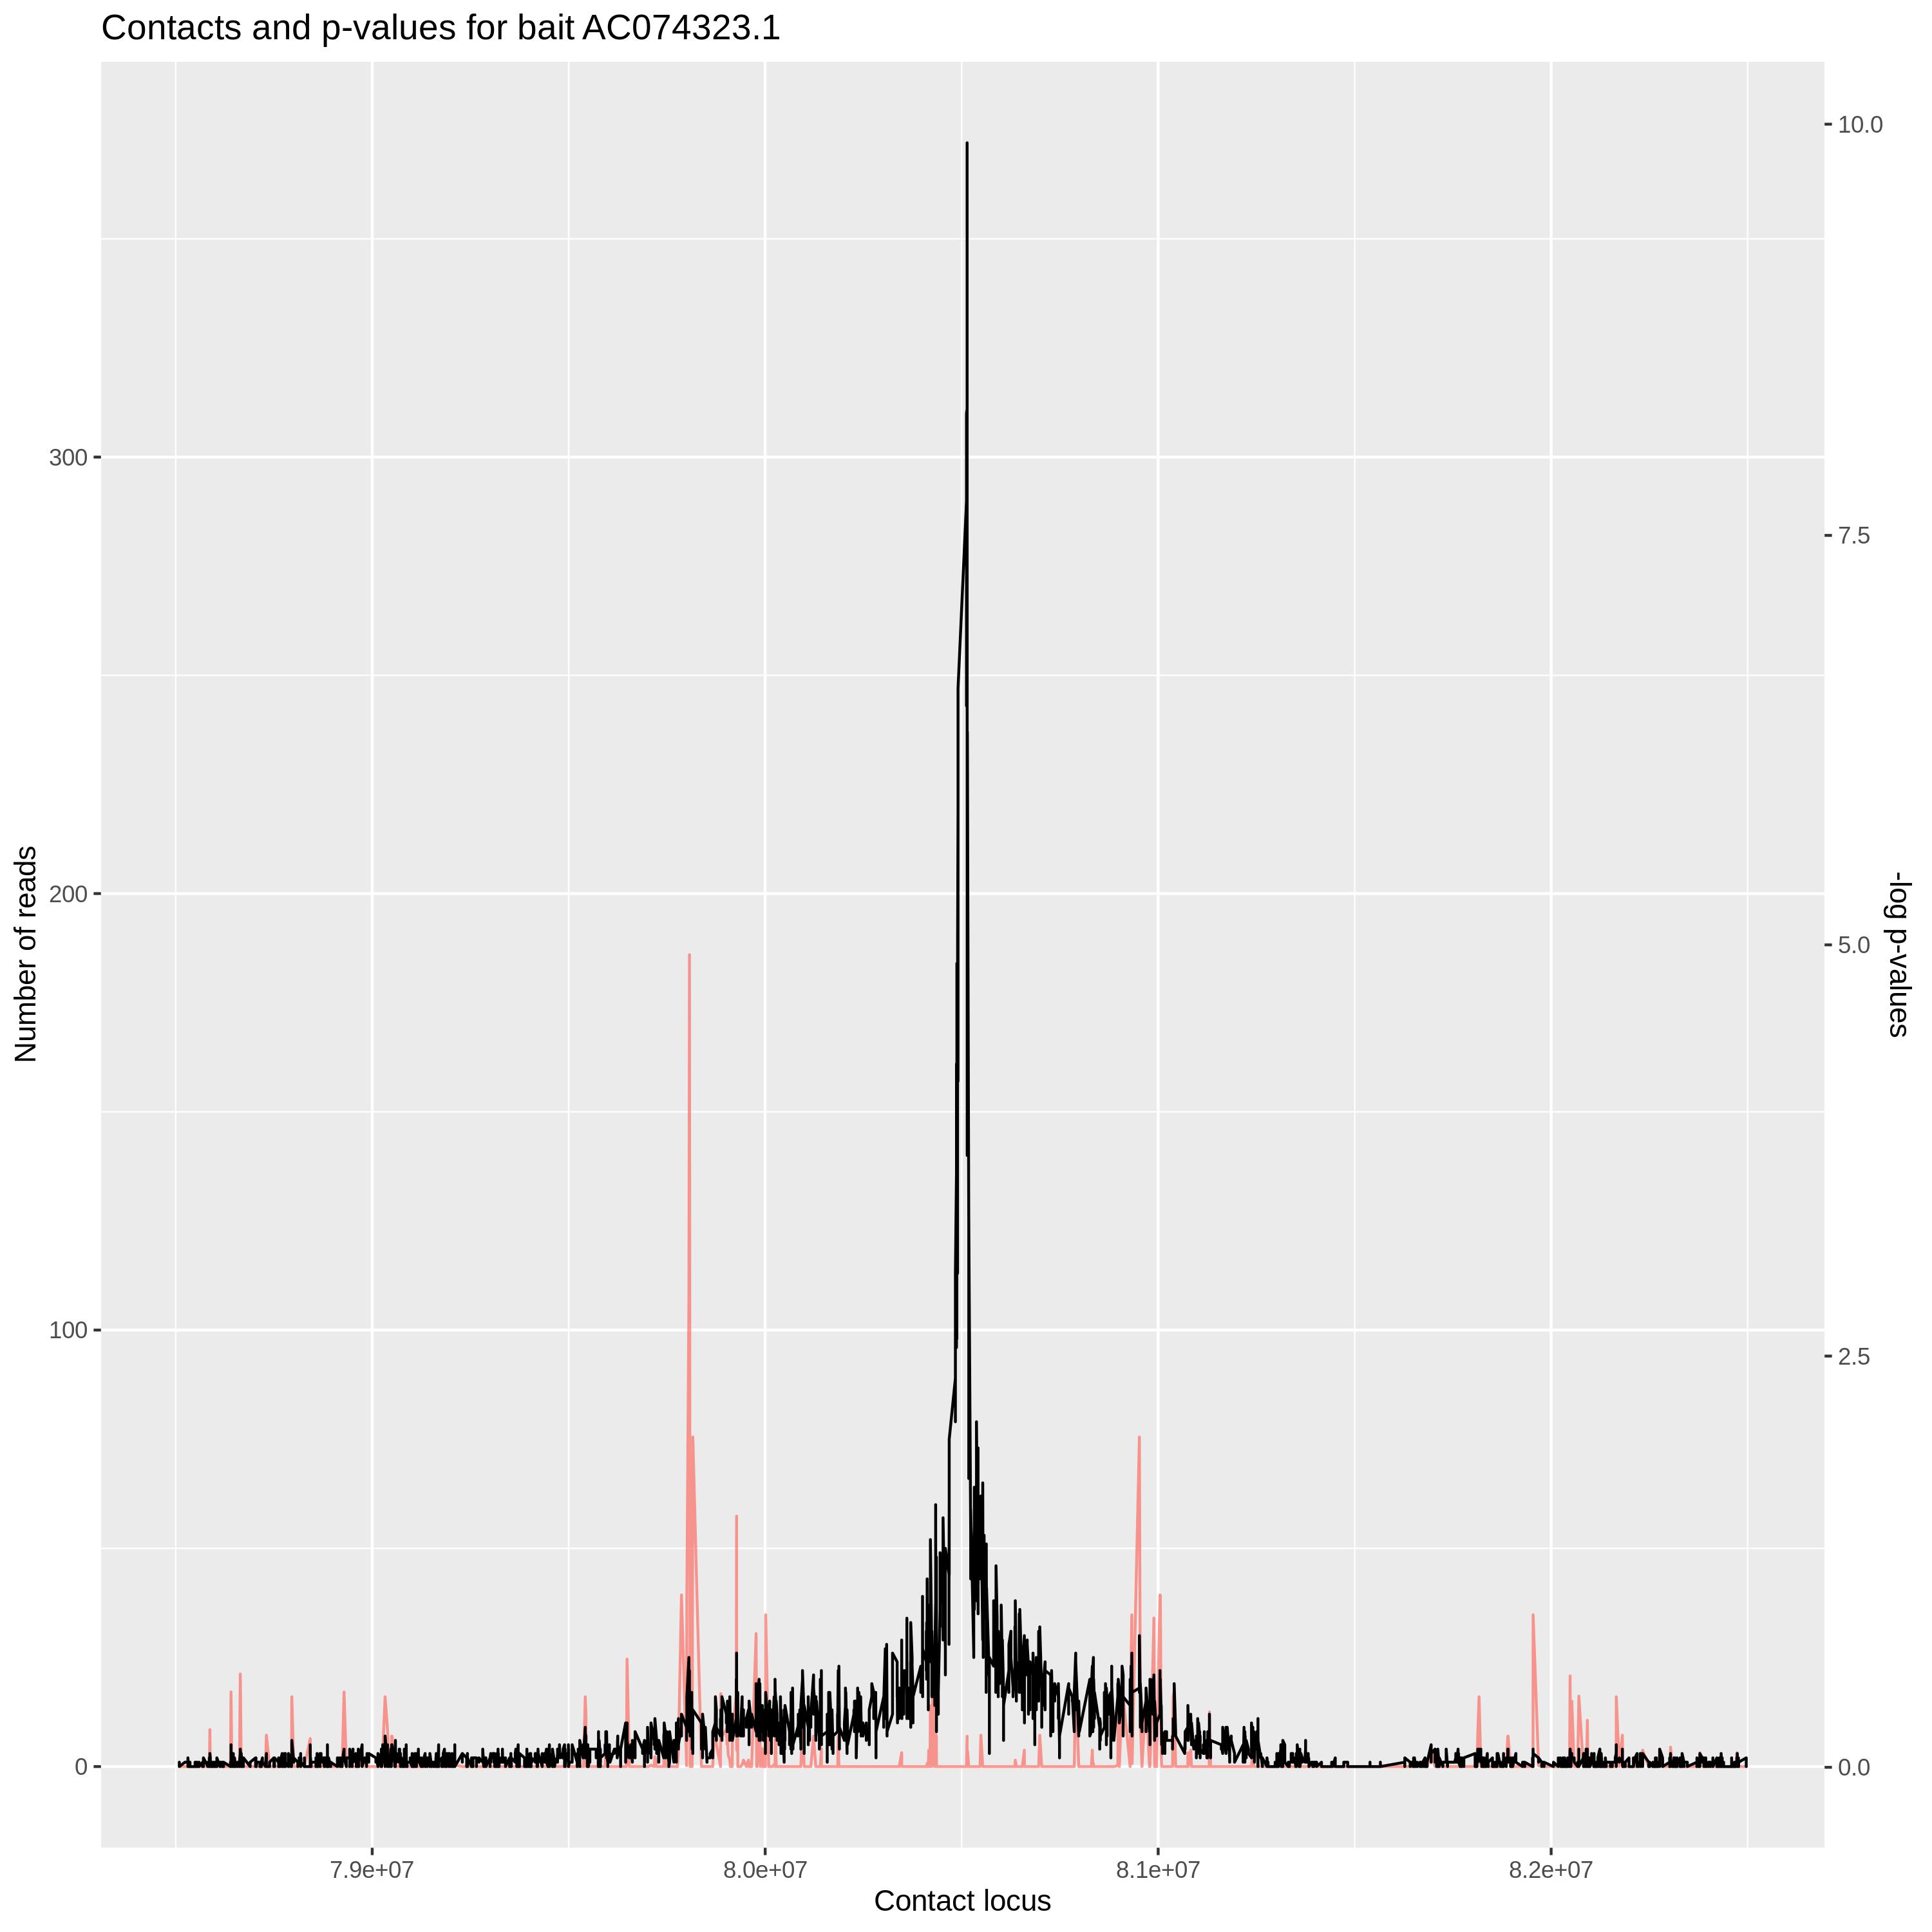 Contacts and p-values for bait AC074323.1
Number of reads
300
200
100
0
10.0
7.5
5.0
2.5
0.0
-log p-values
7.9e+07
8.0e+07
8.1e+07
8.2e+07
Contact locus